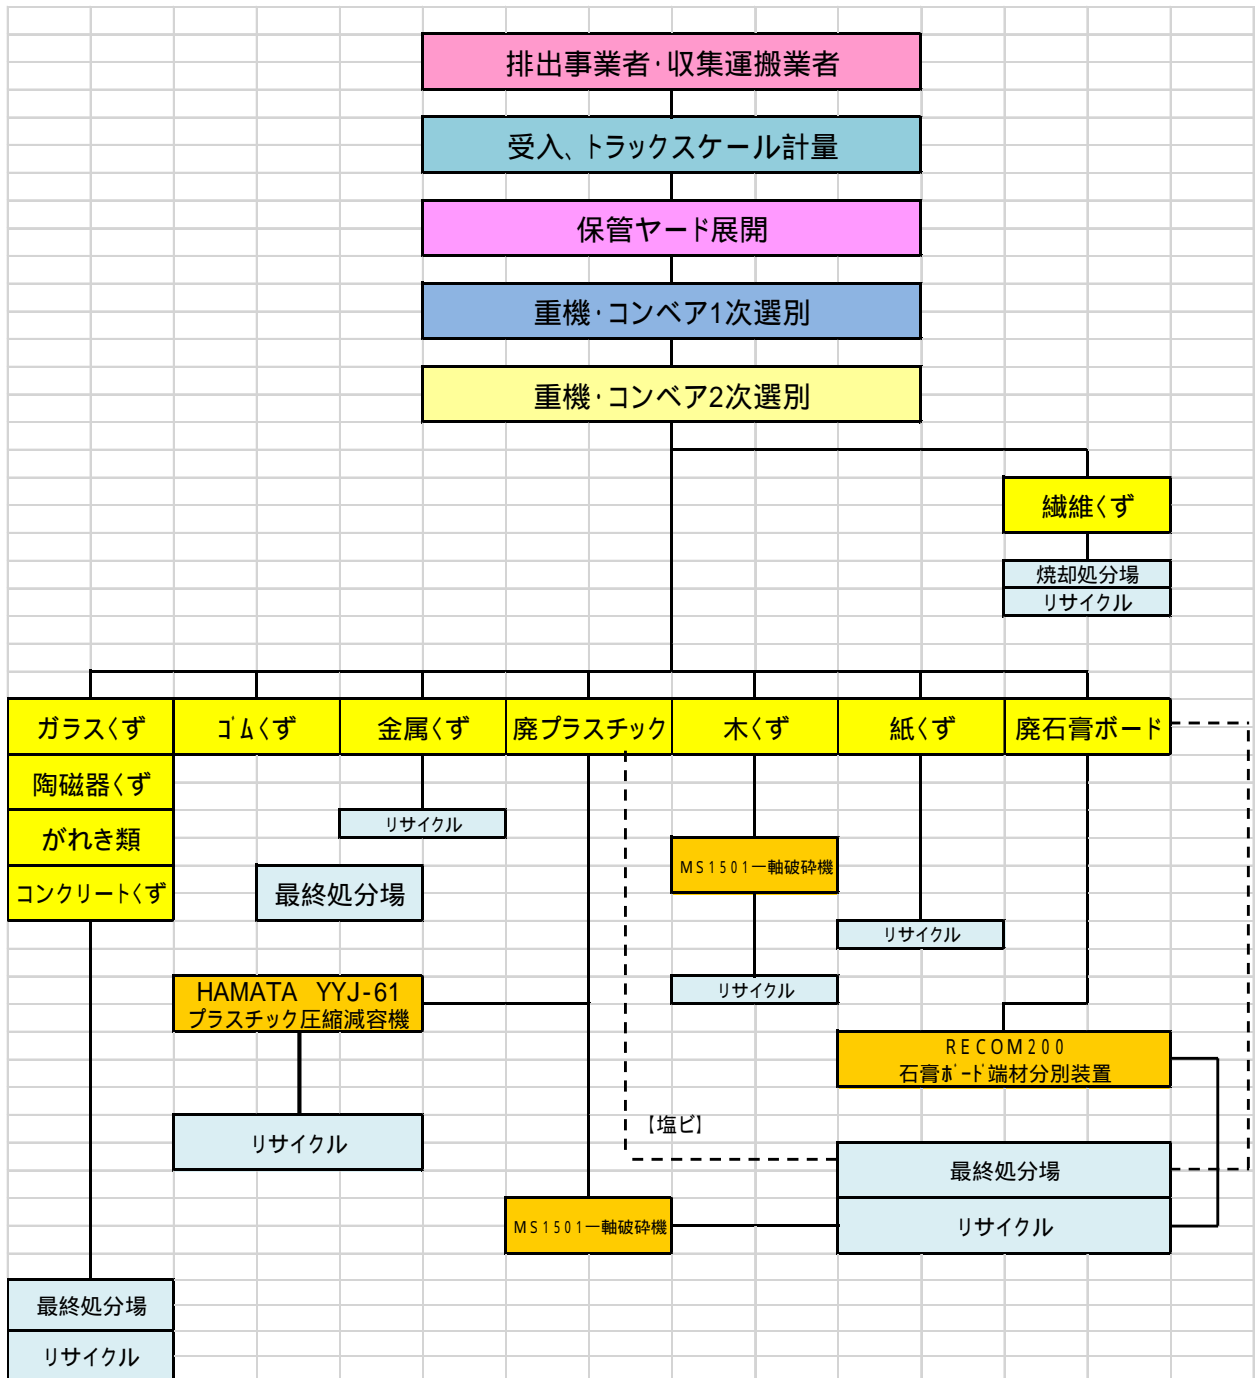 排出事業者・収集運搬業者
受入、トラックスケール計量
保管ヤード展開
重機・コンベア1次選別
重機・コンベア2次選別
繊維くず
焼却処分場
リサイクル
ガラスくず
ゴムくず
金属くず
廃プラスチック
木くず
紙くず
廃石膏ボード
陶磁器くず
がれき類
コンクリートくず
リサイクル
最終処分場
MS1501一軸破砕機
リサイクル
リサイクル
HAMATA YYJ-61
プラスチック圧縮減容機
RECOM200
石膏ボード端材分別装置
リサイクル
【塩ビ】
最終処分場
リサイクル
MS1501一軸破砕機
最終処分場
リサイクル